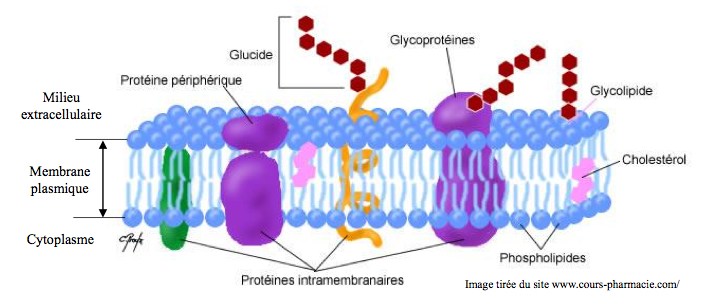 Glucide
Glycoprotéines
Protéine périphérique
Milieu
extracellulaire
Glycolipide
Membrane
plasmique
Cholestérol
Cytoplasme
Phospholipides
Protéines intramembranaires
Image tirée du site www.cours-pharmacie.com/